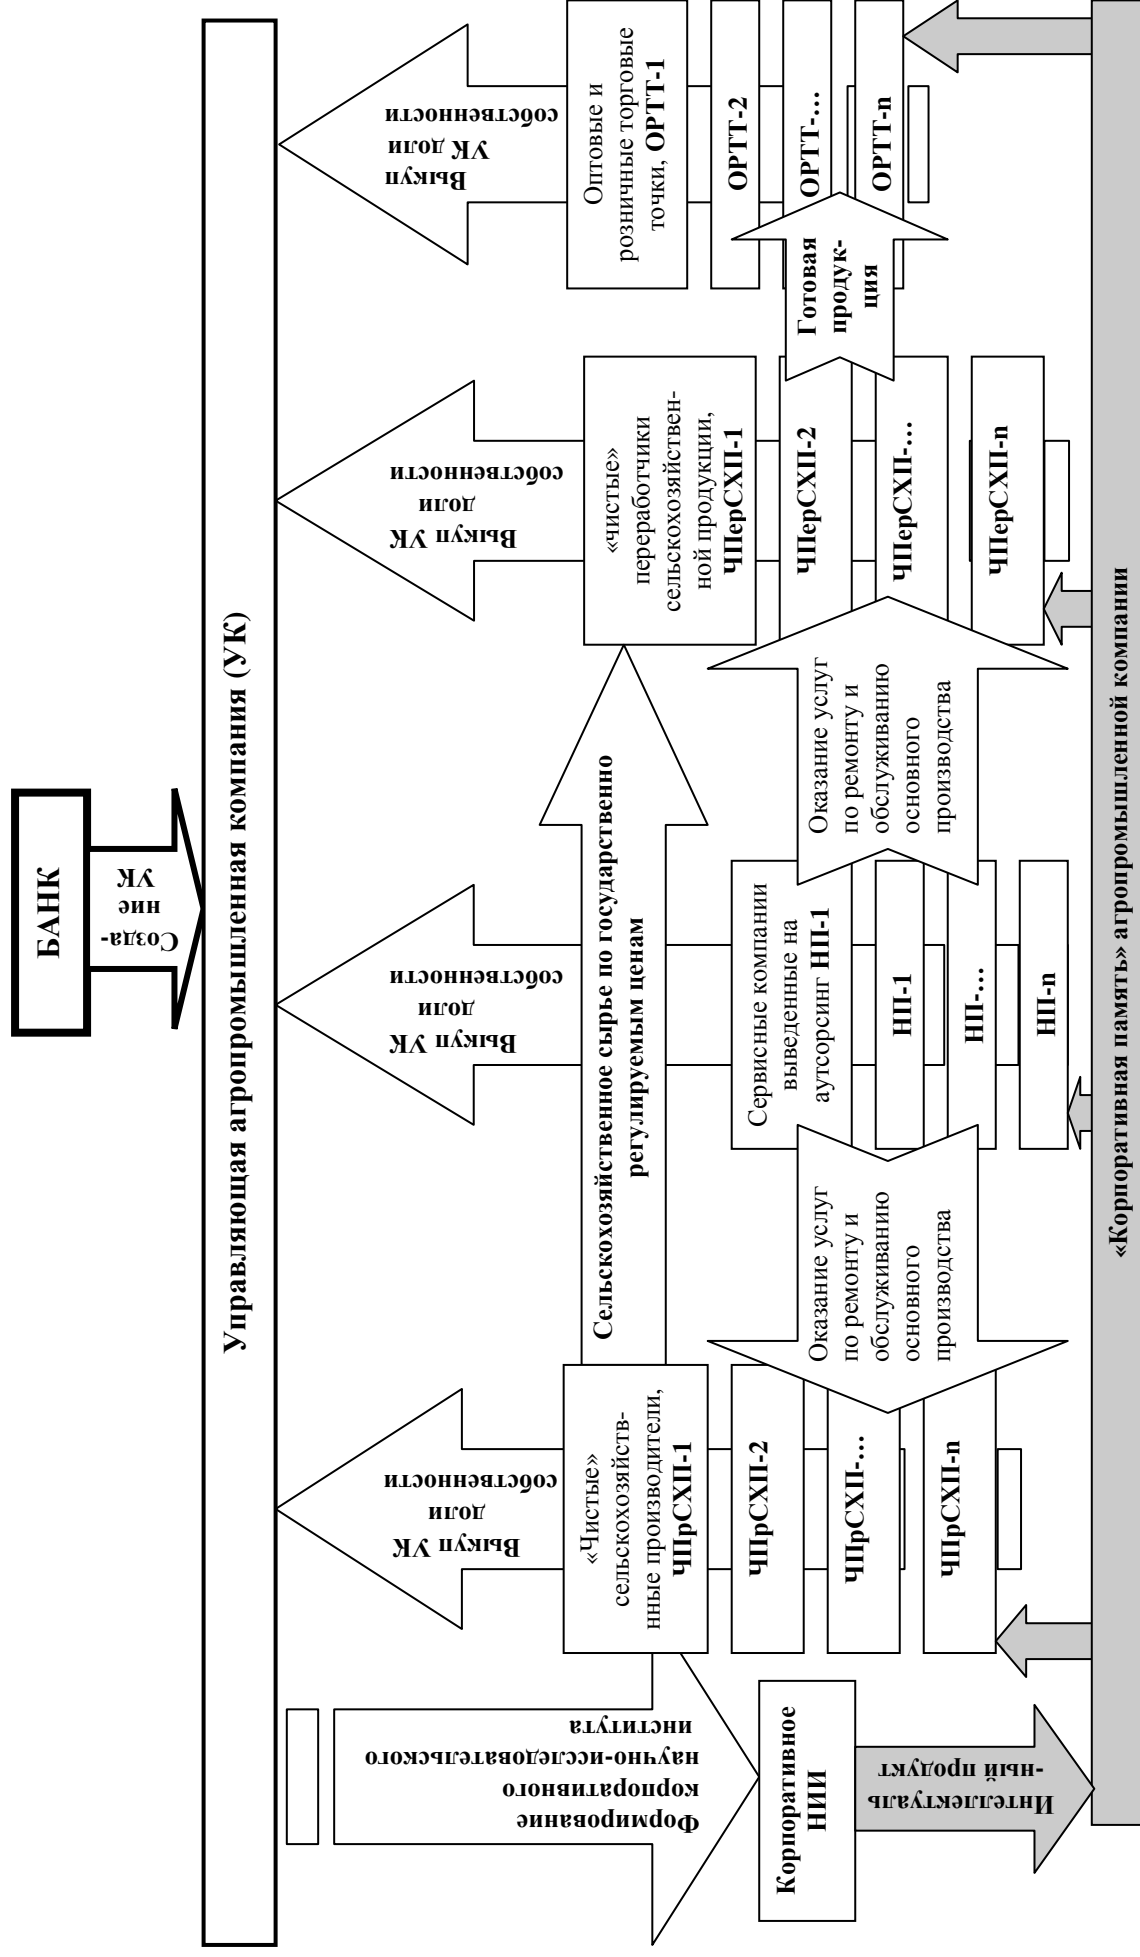 БАНК
Созда-
ние
УК
Управляющая агропромышленная компания (УК)
Формирование
корпоративного
научно-исследовательского
института
Выкуп УК
доли
собственности
Выкуп УК
доли
собственности
Выкуп УК
доли
собственности
Выкуп
УК доли
собственности
«Чистые»
сельскохозяйств-
нные производители,
ЧПрСХП-1
ЧПрСХП-2
ЧПрСХП-…
ЧПрСХП-n
Сельскохозяйственное сырье по государственно
регулируемым ценам
Оказание услуг
по ремонту и
обслуживанию
основного
производства
Сервисные компании
выведенные на
аутсорсинг НП-1
НП-1
НП-…
НП-n
Оказание услуг
по ремонту и
обслуживанию
основного
производства
«чистые»
переработчики
сельскохозяйствен-
ной продукции,
ЧПерСХП-1
ЧПерСХП-2
ЧПерСХП-…
ЧПерСХП-n
Готовая
продук-
ция
Оптовые и
розничные торговые
точки, ОРТТ-1
ОРТТ-2
ОРТТ-…
ОРТТ-n
Корпоративное
НИИ
Интеллектуаль
-ный продукт
«Корпоративная память» агропромышленной компании